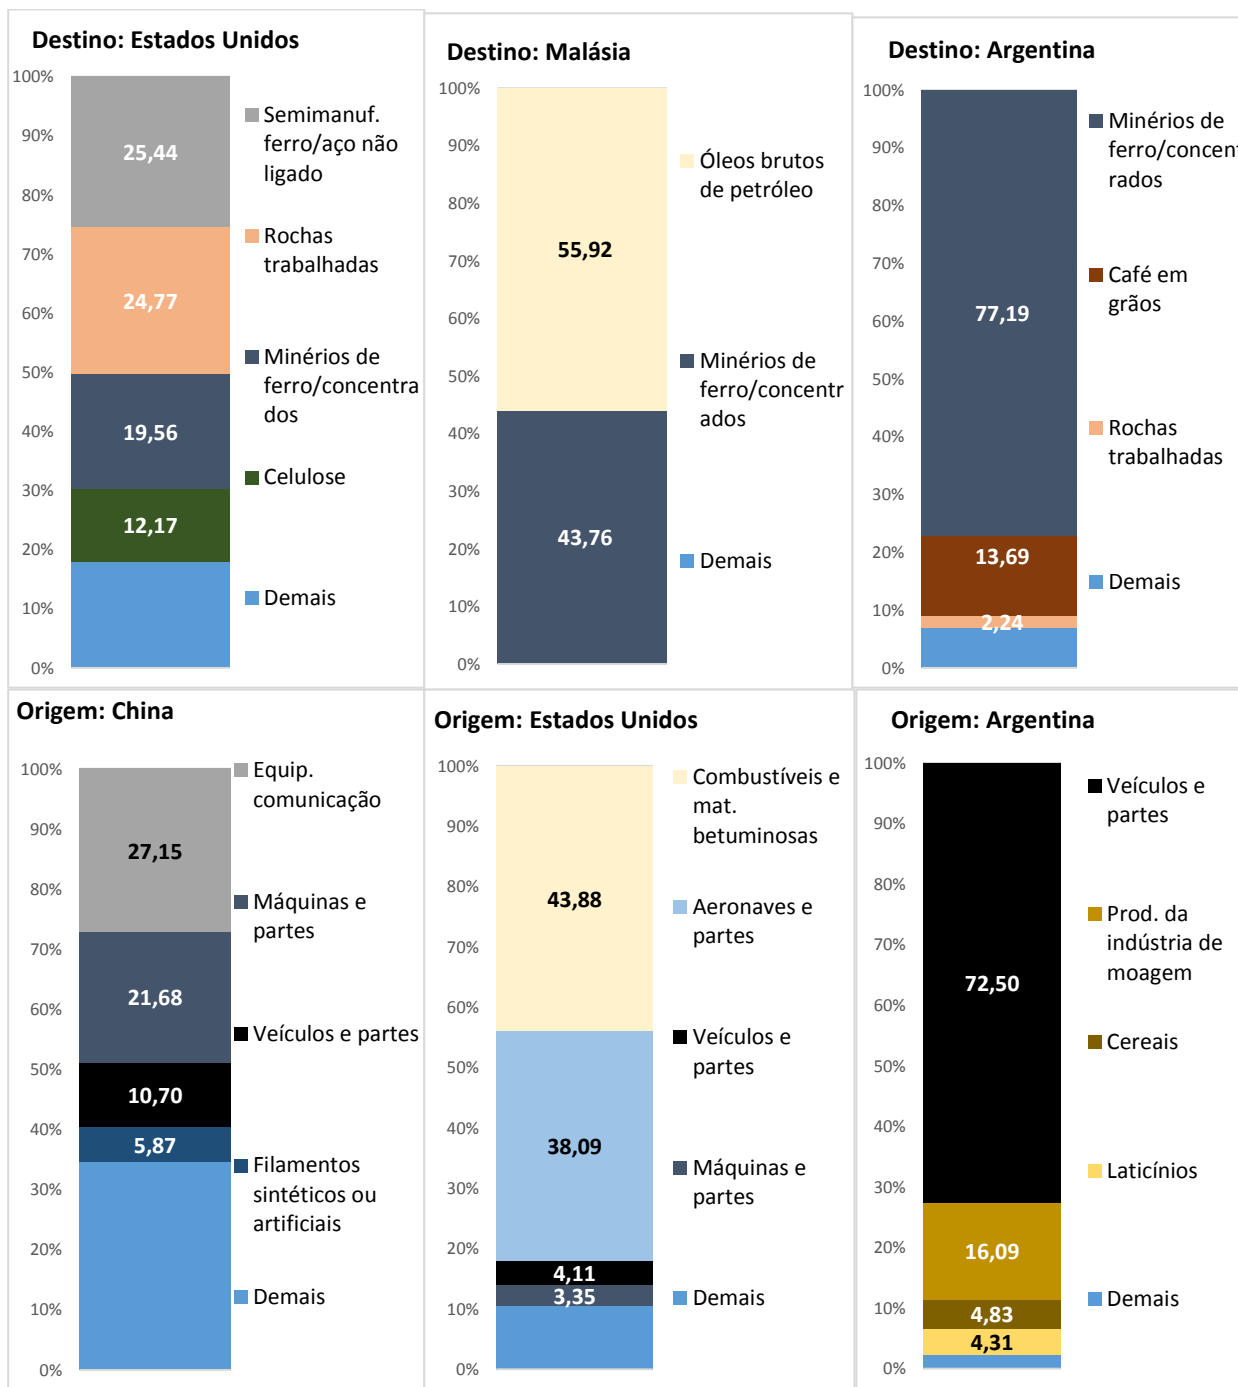 Destino: Estados Unidos
100%
90%
80%
70%
60%
50%
40%
30%
20%
10%
0%
25,44
24,77
19,56
12,17
Semimanuf.
ferro/aço não
ligado
Rochas
trabalhadas
Minérios de
ferro/concentra
dos
Celulose
Demais
Destino: Malásia
100%
90%
80%
70%
60%
50%
40%
30%
20%
10%
0%
55,92
43,76
Óleos brutos
de petróleo
Minérios de
ferro/concentr
ados
Demais
Destino: Argentina
100%
90%
80%
70%
60%
50%
40%
30%
20%
10%
0%
77,19
13,69
2,24
Minérios de
ferro/concent
rados
Café em
grãos
Rochas
trabalhadas
Demais
Origem: China
100%
90%
80%
70%
60%
50%
40%
30%
20%
10%
0%
27,15
21,68
10,70
5,87
Equip.
comunicação
Máquinas e
partes
Veículos e partes
Filamentos
sintéticos ou
artificiais
Demais
Origem: Estados Unidos
100%
90%
80%
70%
60%
50%
40%
30%
20%
10%
0%
43,88
38,09
4,11
3,35
Combustíveis e
mat.
betuminosas
Aeronaves e
partes
Veículos e
partes
Máquinas e
partes
Demais
Origem: Argentina
100%
90%
80%
70%
60%
50%
40%
30%
20%
10%
0%
72,50
16,09
4,83
4,31
Veículos e
partes
Prod. da
indústria de
moagem
Cereais
Laticínios
Demais